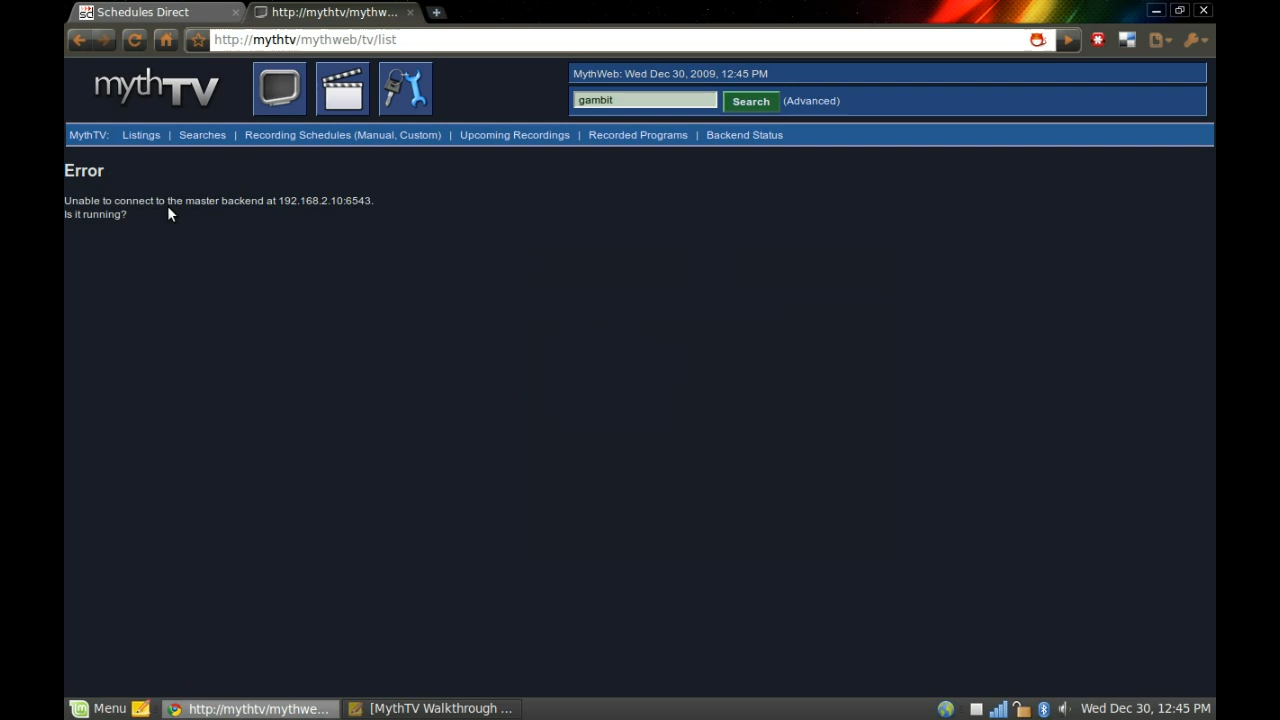 Schedules Direct
http://mythtv/mythw...
http://mythtv/mythweb/tv/list
mythTV
MythWeb: Wed Dec 30, 2009, 12:45 PM
gambit
Search
(Advanced)
MythTV: Listings | Searches | Recording Schedules (Manual, Custom) | Upcoming Recordings | Recorded Programs | Backend Status
Error
Unable to connect to the master backend at 192.168.2.10:6543.
Is it running?
Menu
http://mythtv/mythwe...
[MythTV Walkthrough ...
Wed Dec 30, 12:45 PM